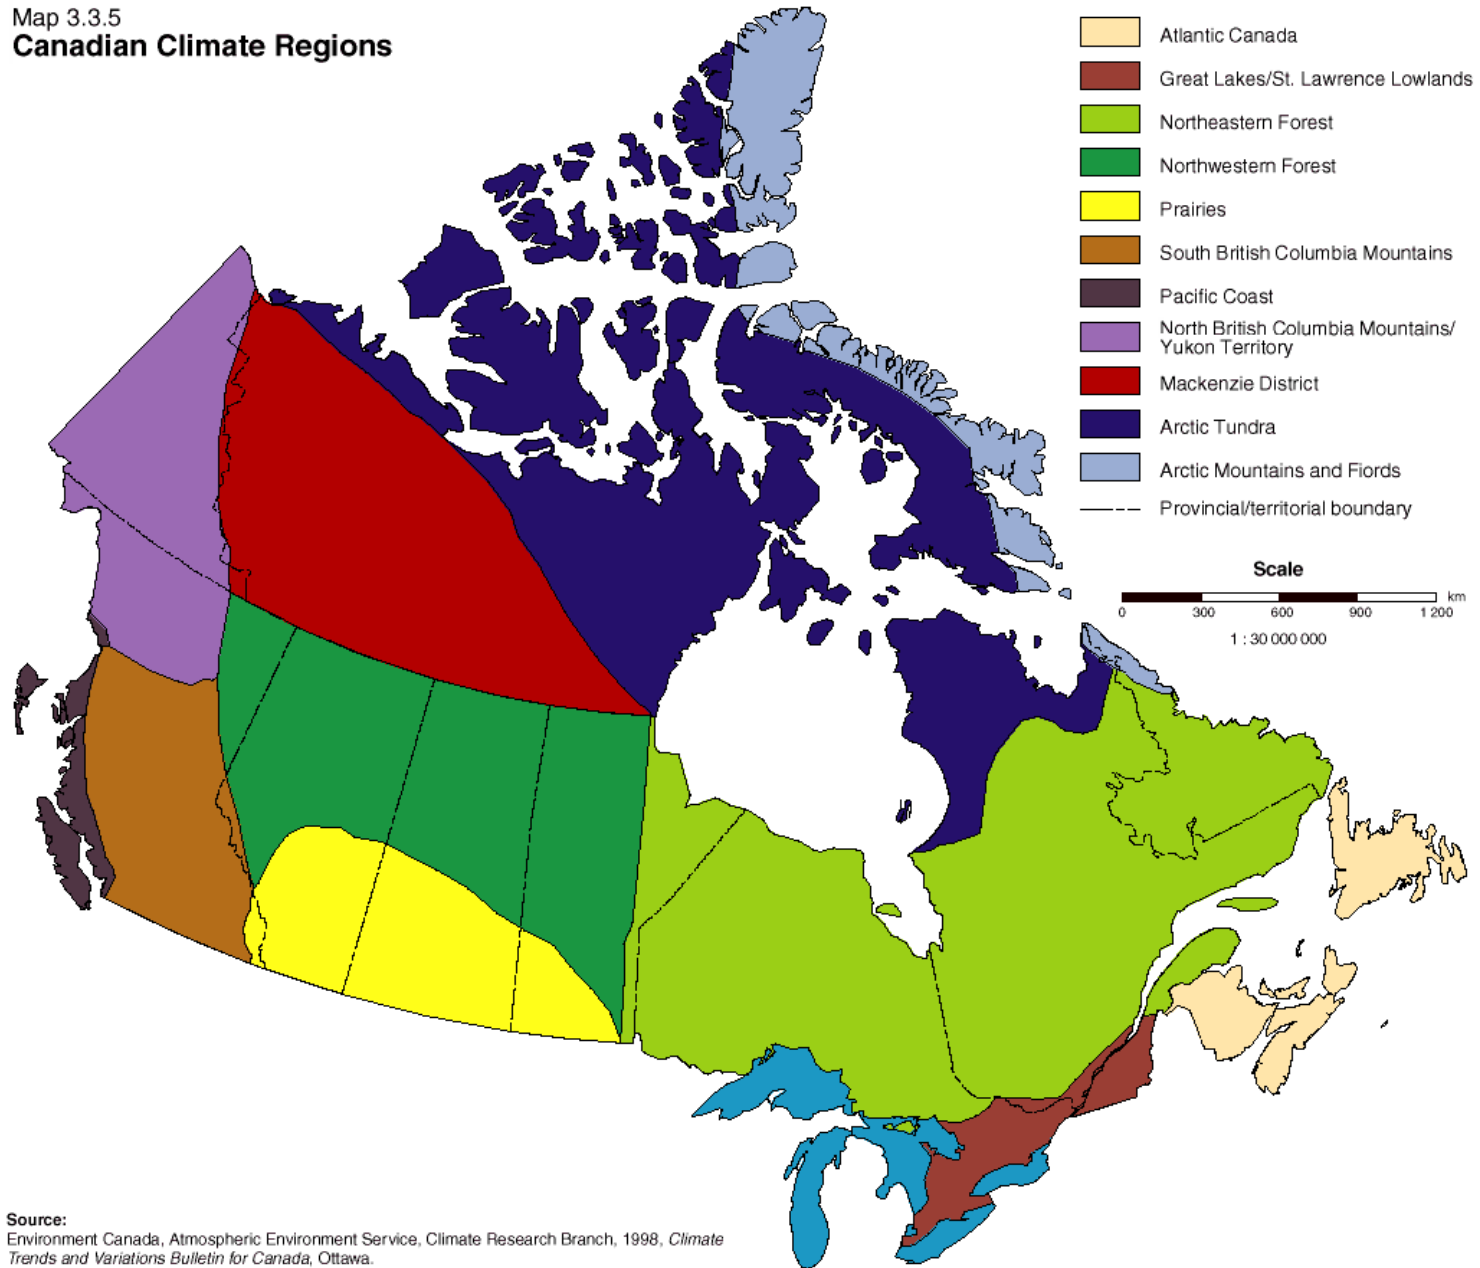 Map 3.3.5
Canadian Climate Regions
Atlantic Canada
Great Lakes/St. Lawrence Lowlands
Northeastern Forest
Northwestern Forest
Prairies
South British Columbia Mountains
Pacific Coast
North British Columbia Mountains/
Yukon Territory
Mackenzie District
Arctic Tundra
Arctic Mountains and Fiords
Provincial/territorial boundary
Scale
km
0 300 600 900 1 200
1 : 30 000 000
Source:
Environment Canada, Atmospheric Environment Service, Climate Research Branch, 1998, Climate
Trends and Variations Bulletin for Canada, Ottawa.